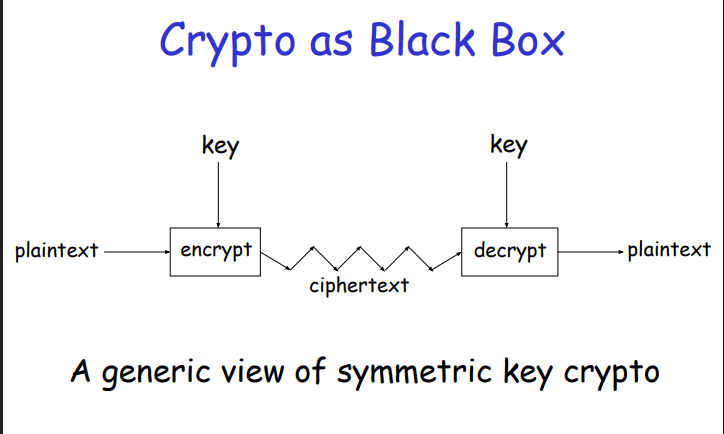 Crypto as Black Box
key key
plaintext encrypt decrypt plaintext
ciphertext
A generic view of symmetric key crypto